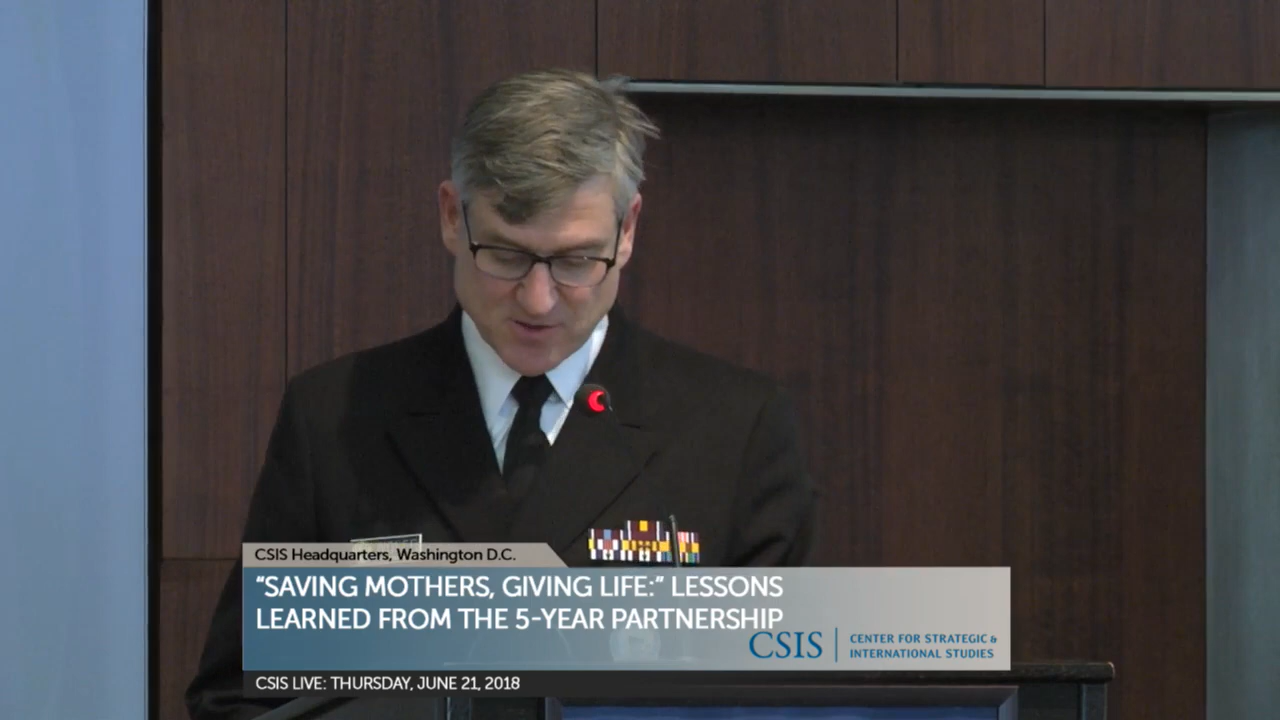 CSIS Headquarters, Washington D.C.
“SAVING MOTHERS, GIVING LIFE:” LESSONS
LEARNED FROM THE 5-YEAR PARTNERSHIP
CSIS
CENTER FOR STRATEGIC &
INTERNATIONAL STUDIES
CSIS LIVE: THURSDAY, JUNE 21, 2018